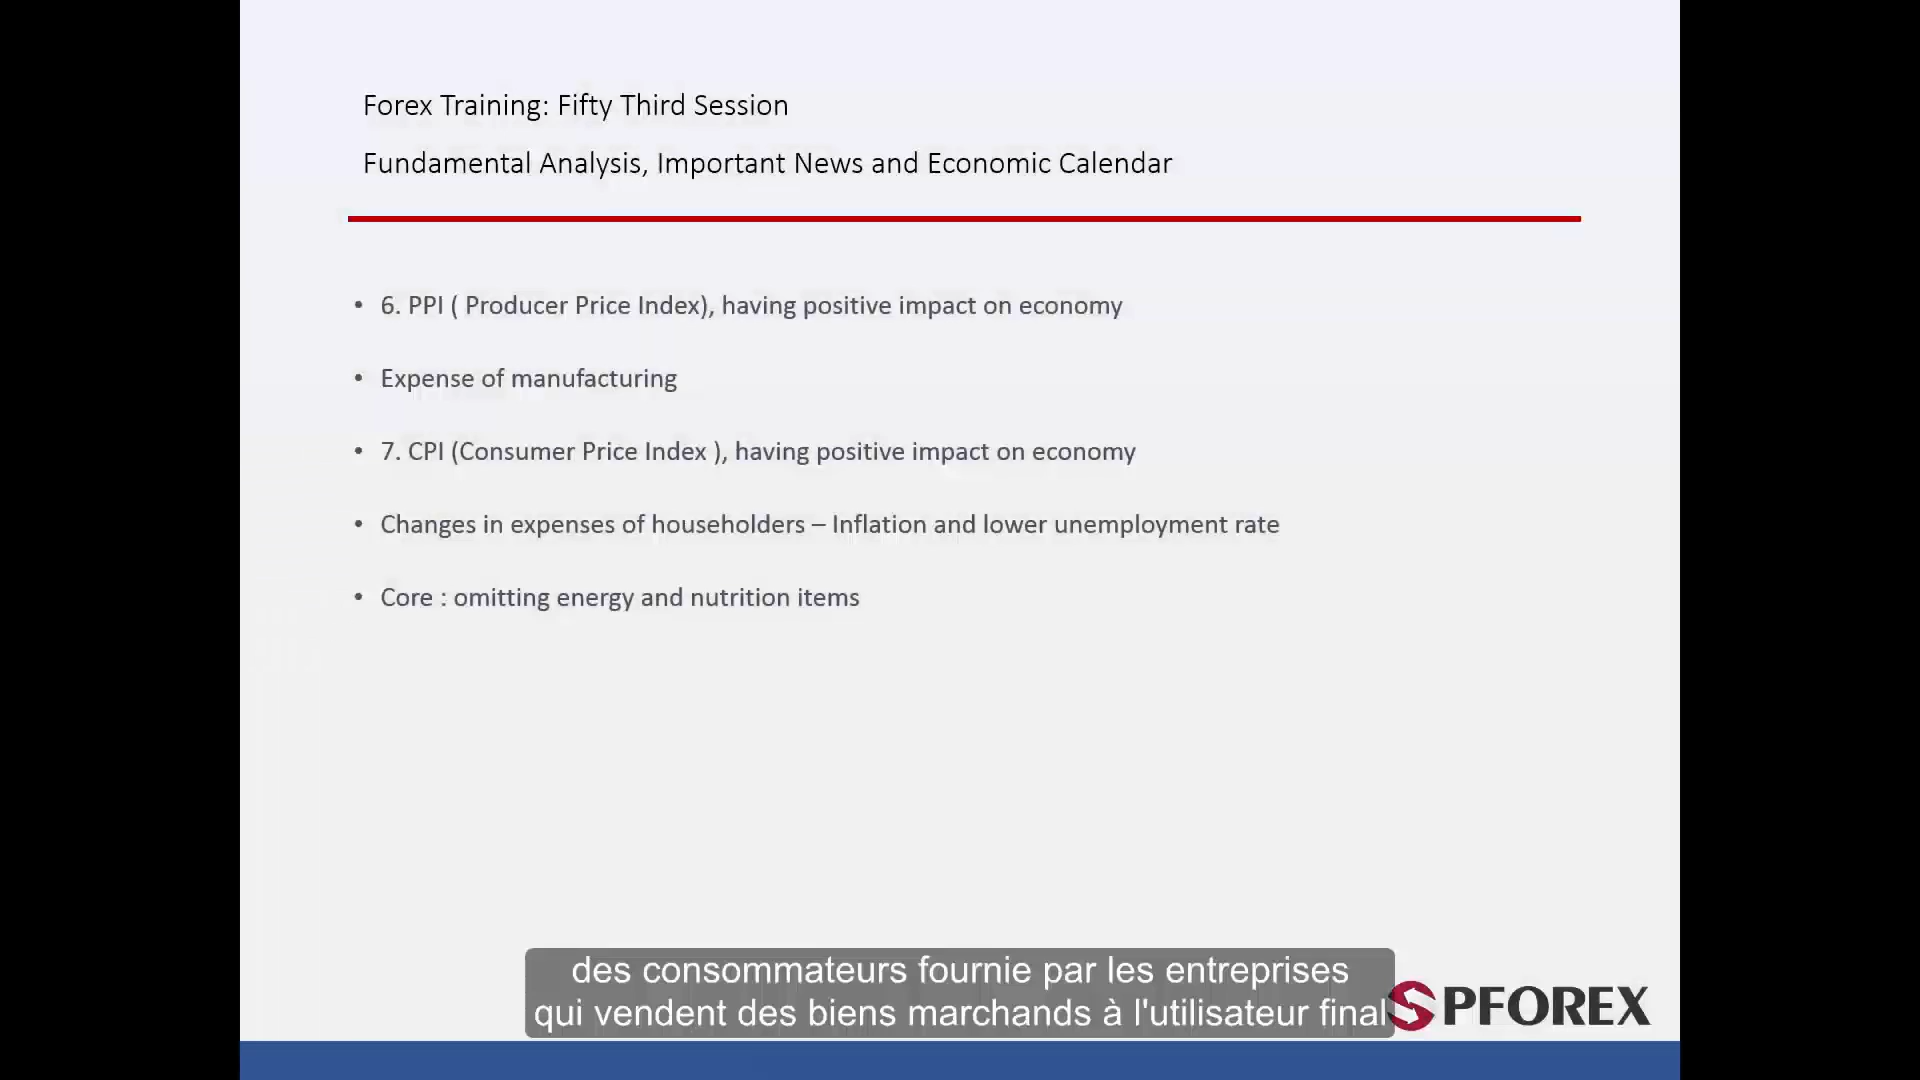 Forex Training: Fifty Third Session
Fundamental Analysis, Important News and Economic Calendar
• 6. PPI ( Producer Price Index), having positive impact on economy
• Expense of manufacturing
• 7. CPI (Consumer Price Index ), having positive impact on economy
• Changes in expenses of householders – Inflation and lower unemployment rate
• Core : omitting energy and nutrition items
des consommateurs fournie par les entreprises
qui vendent des biens marchands à l'utilisateur final
SPFOREX